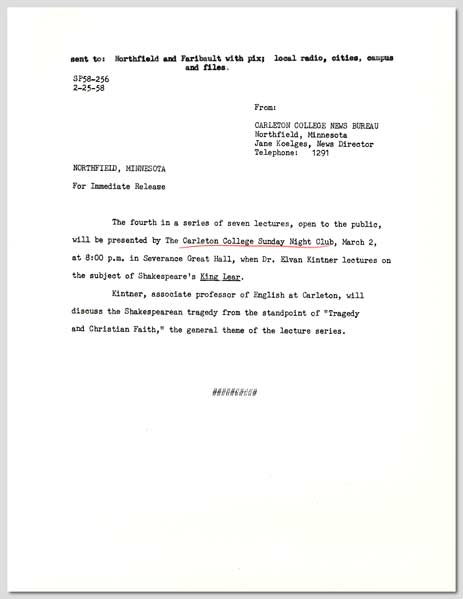 sent to: Northfield and Faribault with pix; local radio, cities, campus
and files.
SP58-256
2-25-58
From:
CARLETON COLLEGE NEWS BUREAU
Northfield, Minnesota
Jane Koelges, News Director
Telephone: 1291
NORTHFIELD, MINNESOTA
For Immediate Release
The fourth in a series of seven lectures, open to the public,
will be presented by The Carleton College Sunday Night Club, March 2,
at 8:00 p.m. in Severance Great Hall, when Dr. Elvan Kintner lectures on
the subject of Shakespeare's King Lear.
Kintner, associate professor of English at Carleton, will
discuss the Shakespearean tragedy from the standpoint of "Tragedy
and Christian Faith," the general theme of the lecture series.
##########